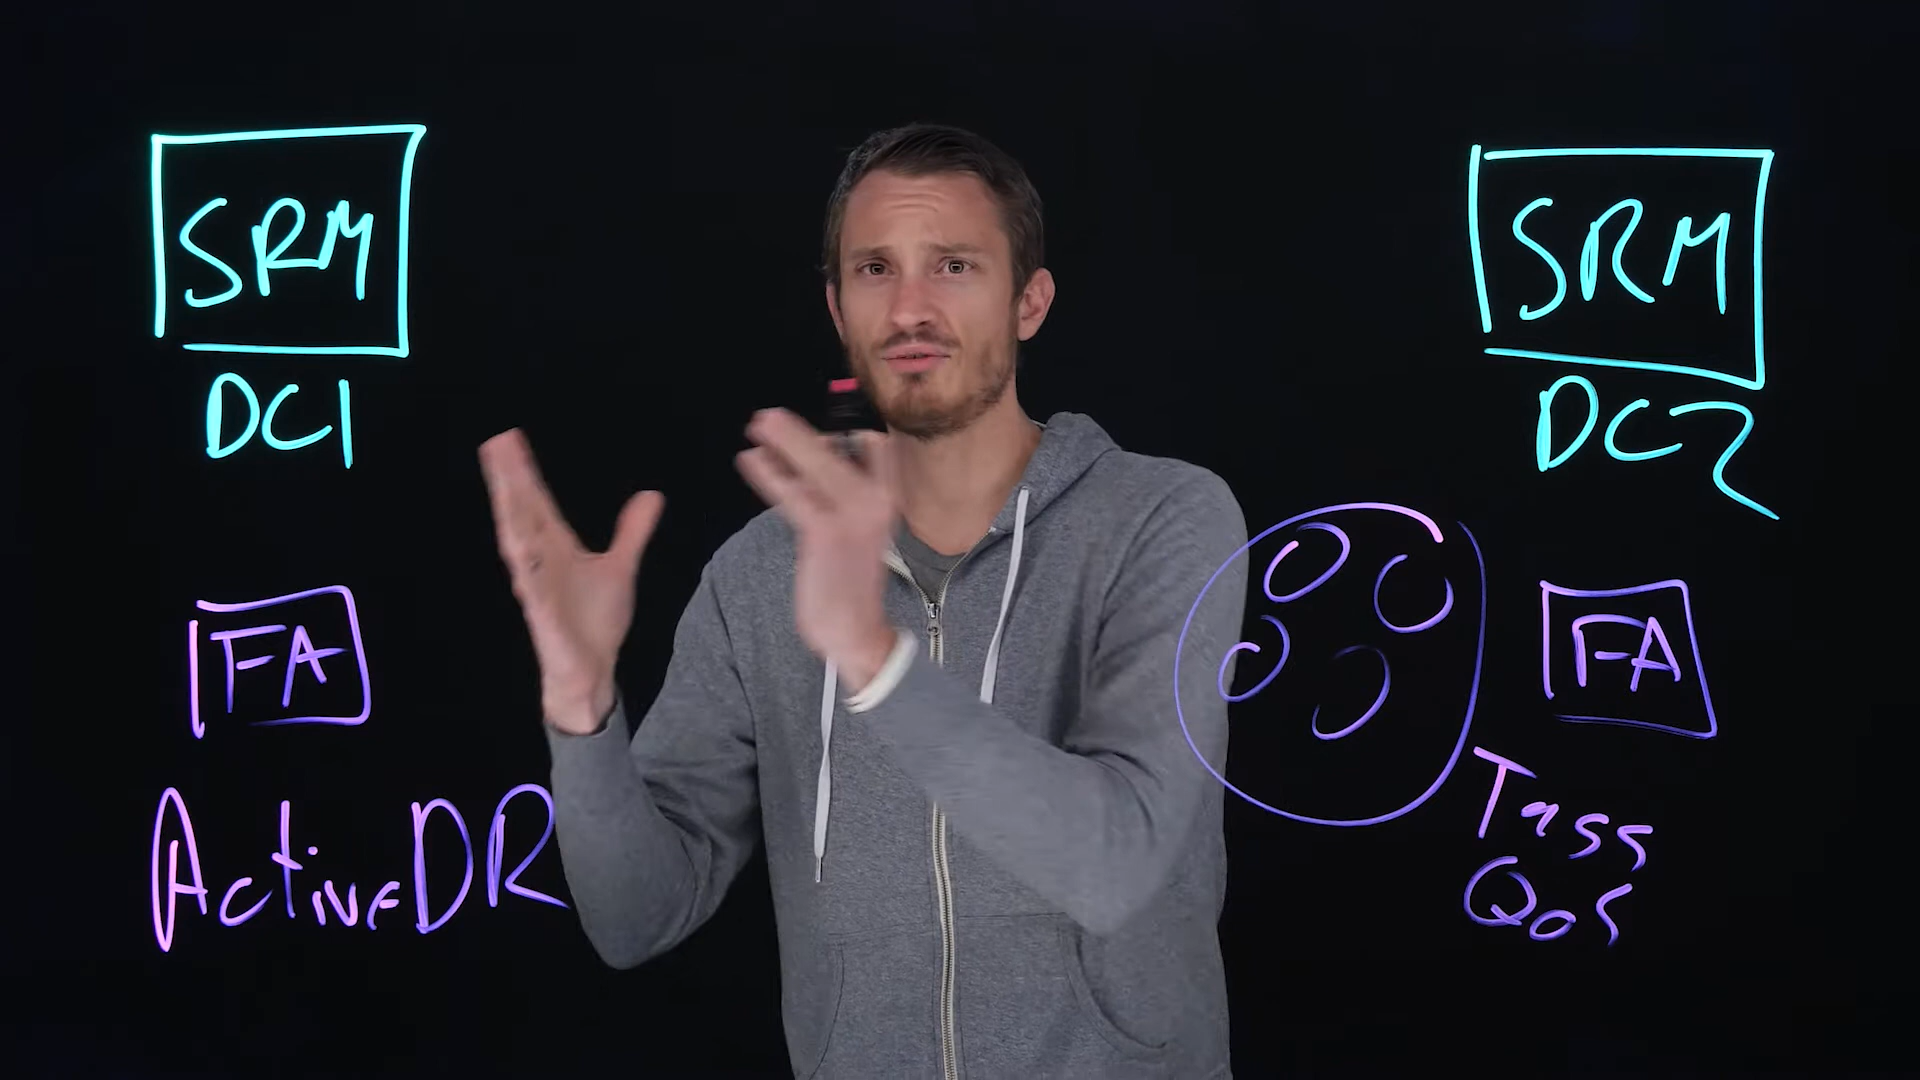 SRM
DC1
SRM
DC2
FA
ActiveDR
FA
Tags
QoS